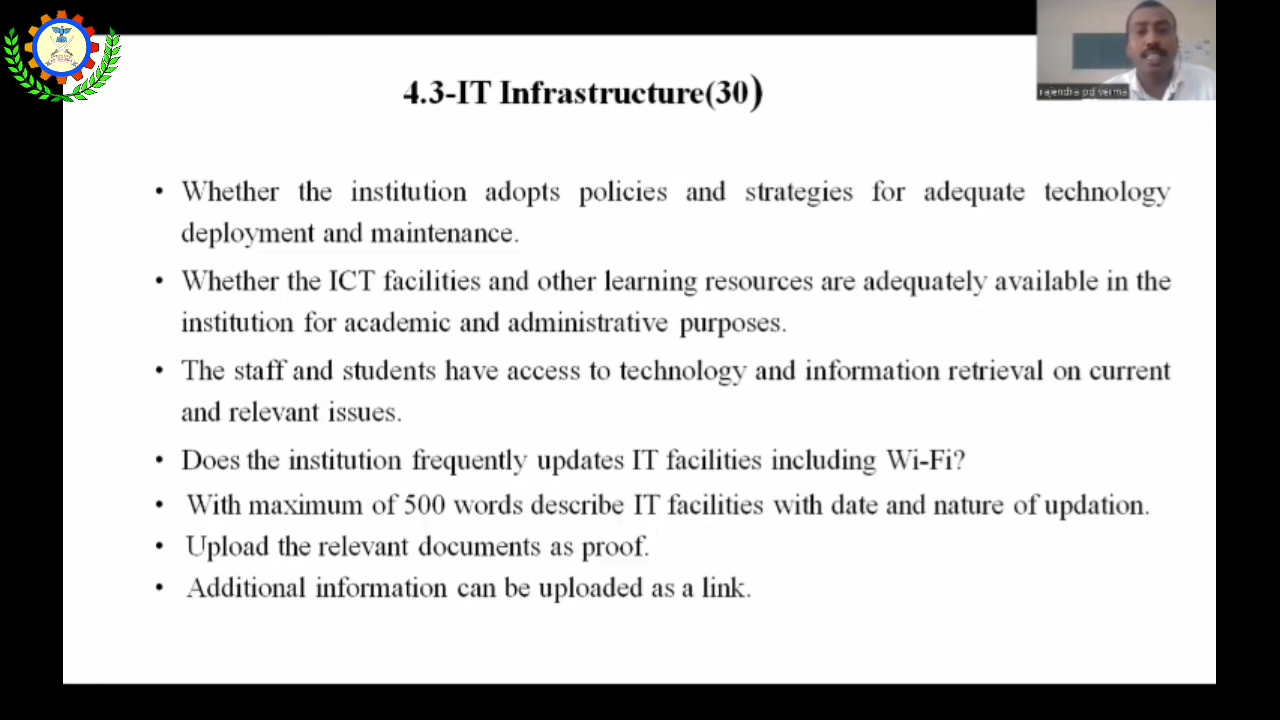 4.3-IT Infrastructure(30)
rajendra pd verma
• Whether the institution adopts policies and strategies for adequate technology
deployment and maintenance.
• Whether the ICT facilities and other learning resources are adequately available in the
institution for academic and administrative purposes.
• The staff and students have access to technology and information retrieval on current
and relevant issues.
• Does the institution frequently updates IT facilities including Wi-Fi?
• With maximum of 500 words describe IT facilities with date and nature of updation.
• Upload the relevant documents as proof.
• Additional information can be uploaded as a link.